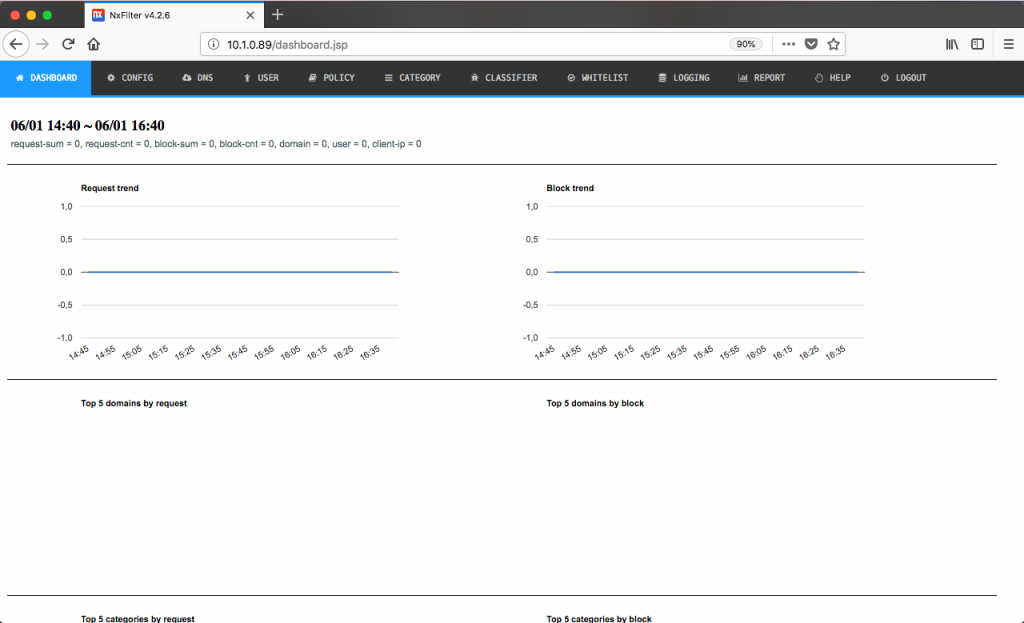 NxFilter v4.2.6
10.1.0.89/dashboard.jsp 90%
DASHBOARD CONFIG DNS USER POLICY CATEGORY CLASSIFIER WHITELIST LOGGING REPORT HELP LOGOUT
06/01 14:40 ~ 06/01 16:40
request-sum = 0, request-cnt = 0, block-sum = 0, block-cnt = 0, domain = 0, user = 0, client-ip = 0
Request trend
1,0
0,5
0,0
-0,5
-1,0
14:45 14:55 15:05 15:15 15:25 15:35 15:45 15:55 16:05 16:15 16:25 16:35
Block trend
1,0
0,5
0,0
-0,5
-1,0
14:45 14:55 15:05 15:15 15:25 15:35 15:45 15:55 16:05 16:15 16:25 16:35
Top 5 domains by request
Top 5 domains by block
Top 5 categories by request
Top 5 categories by block